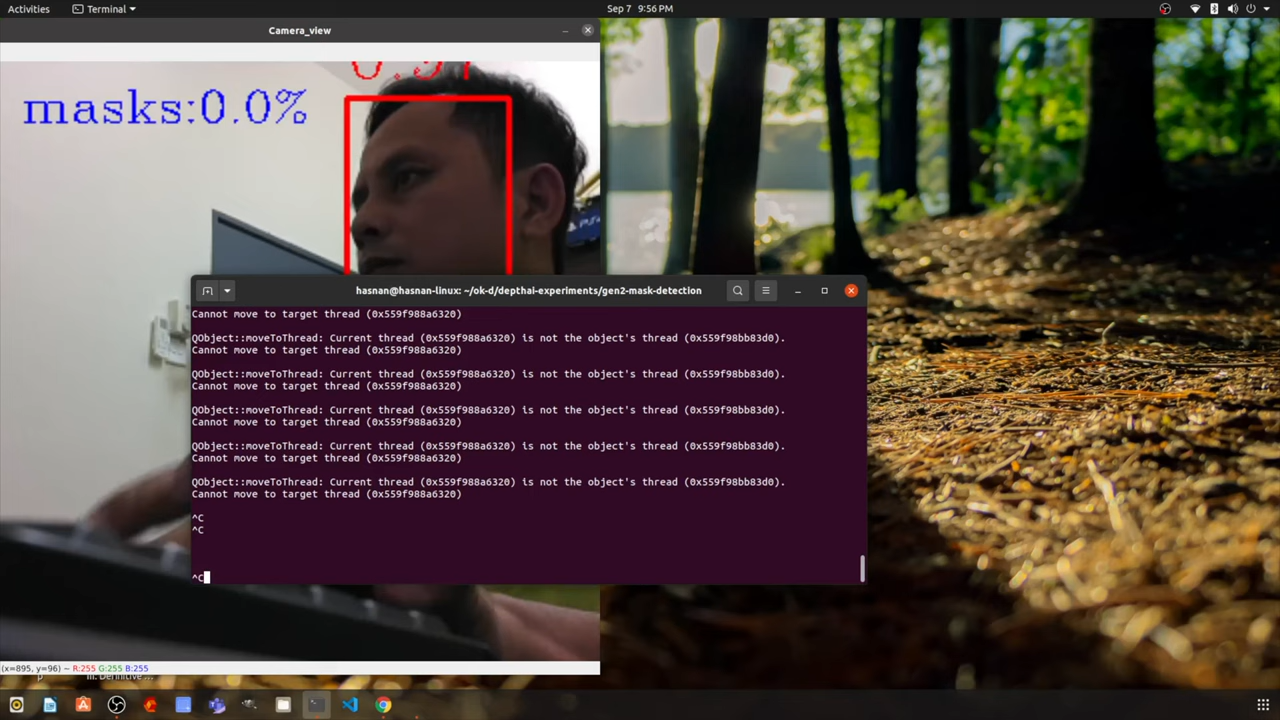 Activities
Terminal
Sep 7 9:56 PM
Camera_view
masks:0.0%
hasnan@hasnan-linux: ~/ok-d/depthai-experiments/gen2-mask-detection
Cannot move to target thread (0x559f988a6320)
QObject::moveToThread: Current thread (0x559f988a6320) is not the object's thread (0x559f98bb83d0).
Cannot move to target thread (0x559f988a6320)
QObject::moveToThread: Current thread (0x559f988a6320) is not the object's thread (0x559f98bb83d0).
Cannot move to target thread (0x559f988a6320)
QObject::moveToThread: Current thread (0x559f988a6320) is not the object's thread (0x559f98bb83d0).
Cannot move to target thread (0x559f988a6320)
QObject::moveToThread: Current thread (0x559f988a6320) is not the object's thread (0x559f98bb83d0).
Cannot move to target thread (0x559f988a6320)
QObject::moveToThread: Current thread (0x559f988a6320) is not the object's thread (0x559f98bb83d0).
Cannot move to target thread (0x559f988a6320)
^C
^C
^C
(x=895, y=96) ~ R:255 G:255 B:255